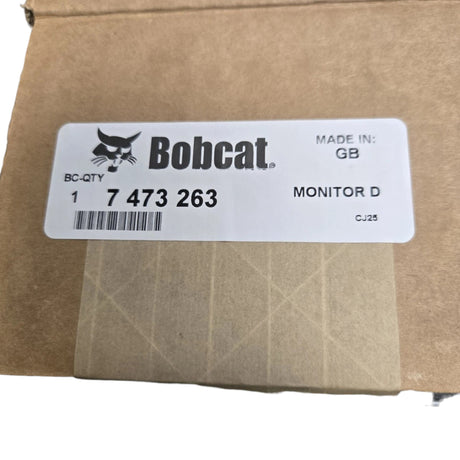 Bobcat.
MADE IN:
GB
BC-QTY
1 7 473 263
MONITOR D
CJ25